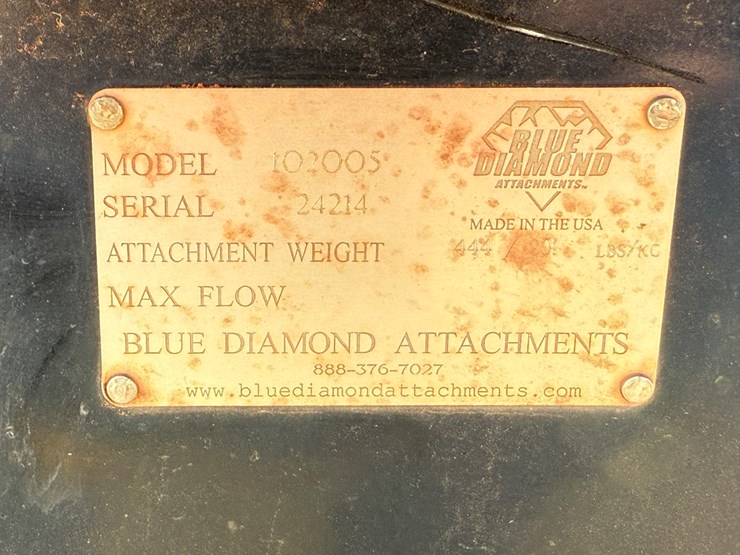 BLUE
DIAMOND
ATTACHMENTS
MODEL 102005
SERIAL 24214
MADE IN THE USA
ATTACHMENT WEIGHT 444 / LBS/KG
MAX FLOW
BLUE DIAMOND ATTACHMENTS
888-376-7027
www.bluediamondattachments.com